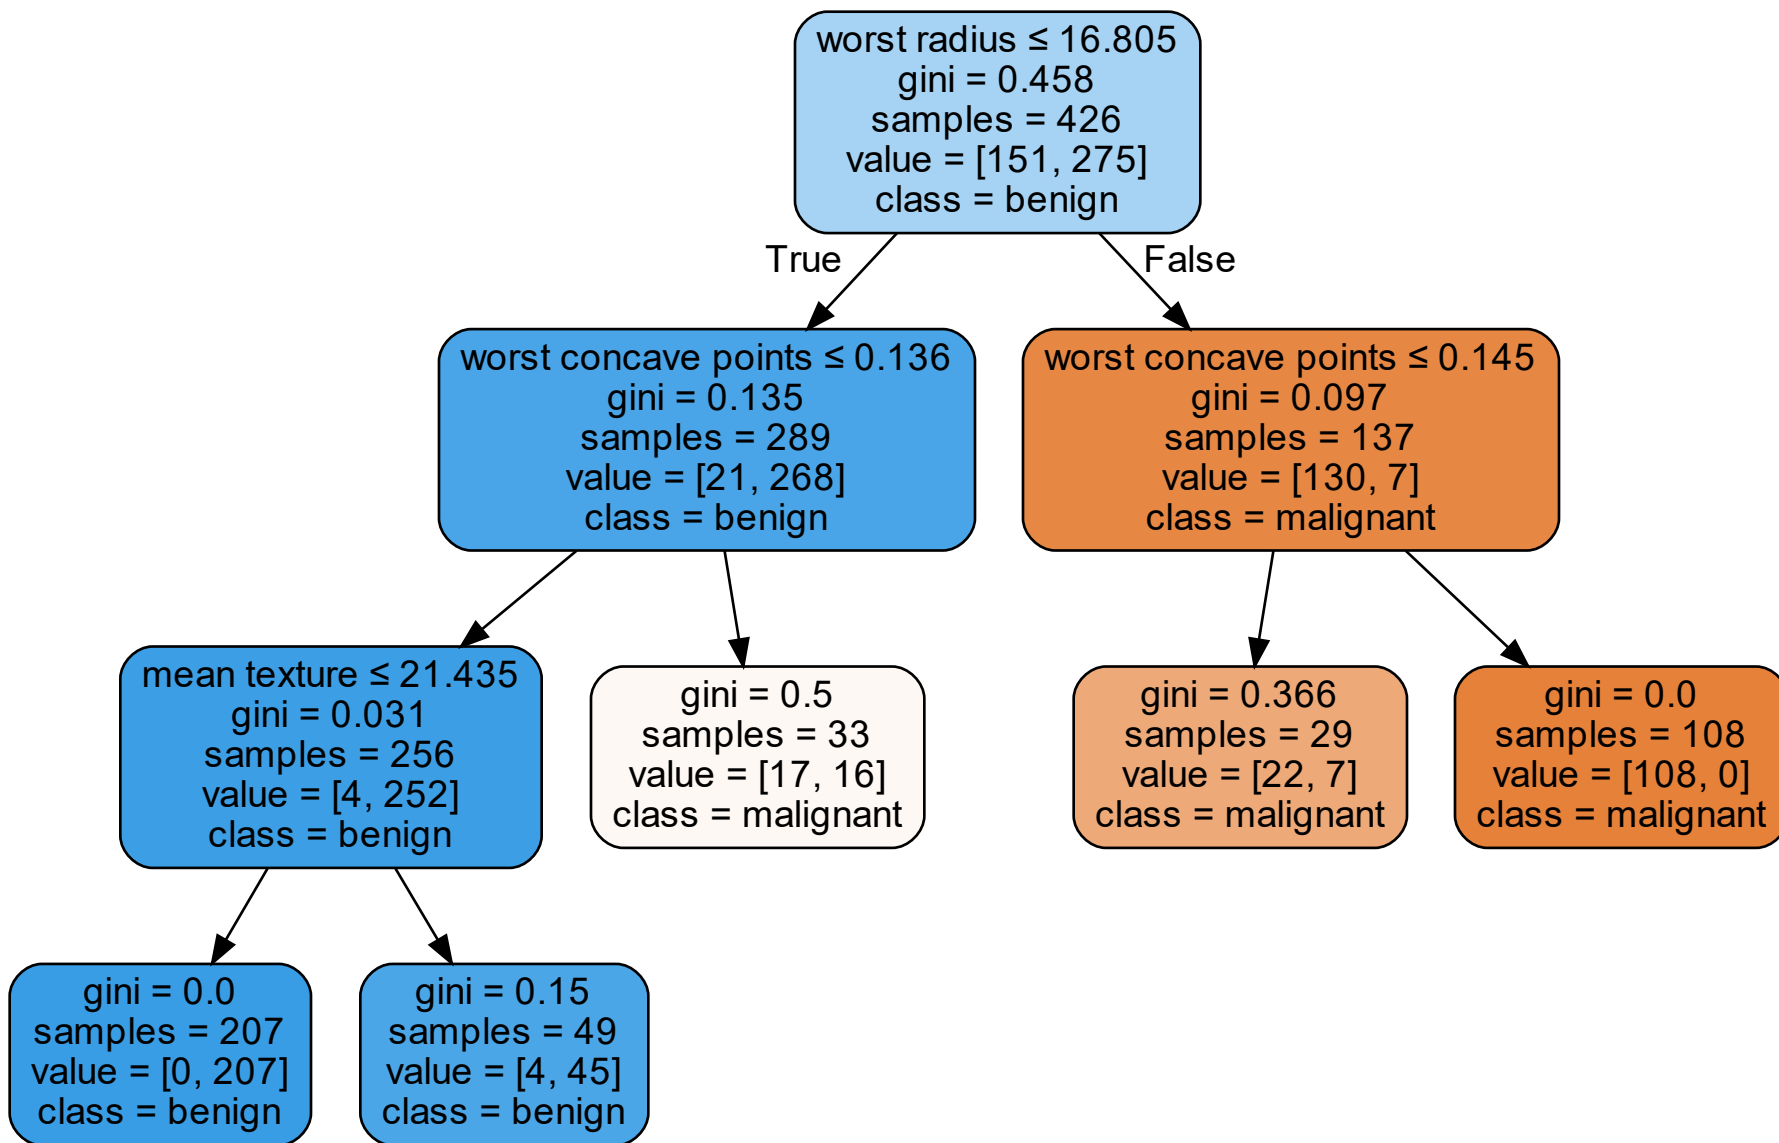 worst radius ≤ 16.805
gini = 0.458
samples = 426
value = [151, 275]
class = benign
True
False
worst concave points ≤ 0.136
gini = 0.135
samples = 289
value = [21, 268]
class = benign
worst concave points ≤ 0.145
gini = 0.097
samples = 137
value = [130, 7]
class = malignant
mean texture ≤ 21.435
gini = 0.031
samples = 256
value = [4, 252]
class = benign
gini = 0.5
samples = 33
value = [17, 16]
class = malignant
gini = 0.366
samples = 29
value = [22, 7]
class = malignant
gini = 0.0
samples = 108
value = [108, 0]
class = malignant
gini = 0.0
samples = 207
value = [0, 207]
class = benign
gini = 0.15
samples = 49
value = [4, 45]
class = benign